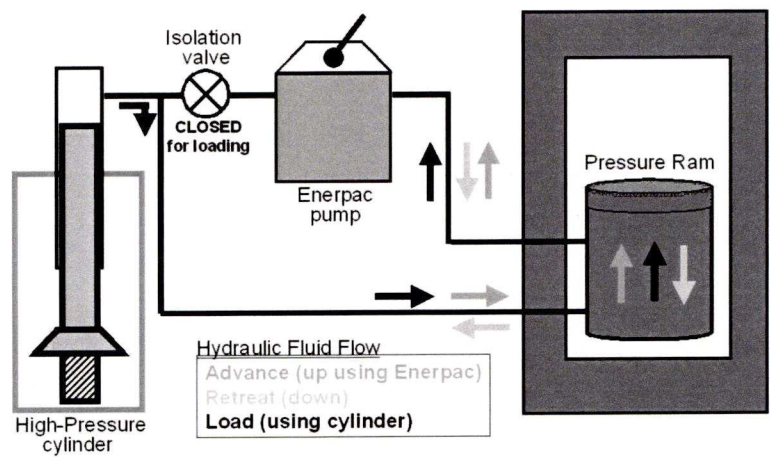 Isolation
valve
CLOSED
for loading
Enerpac
pump
Pressure Ram
Hydraulic Fluid Flow
Advance (up using Enerpac)
Retreat (down)
Load (using cylinder)
High-Pressure
cylinder